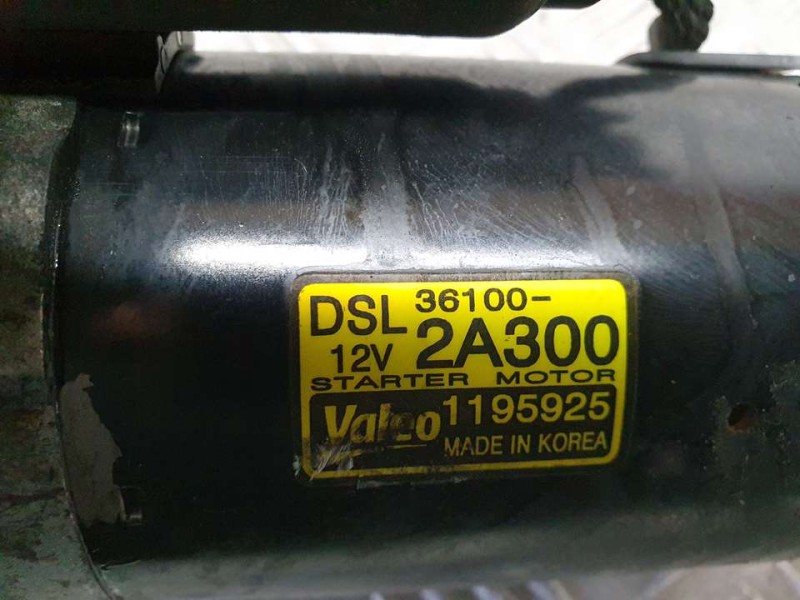 DSL 36100-
12V 2A300
STARTER MOTOR
Valeo 1195925
MADE IN KOREA